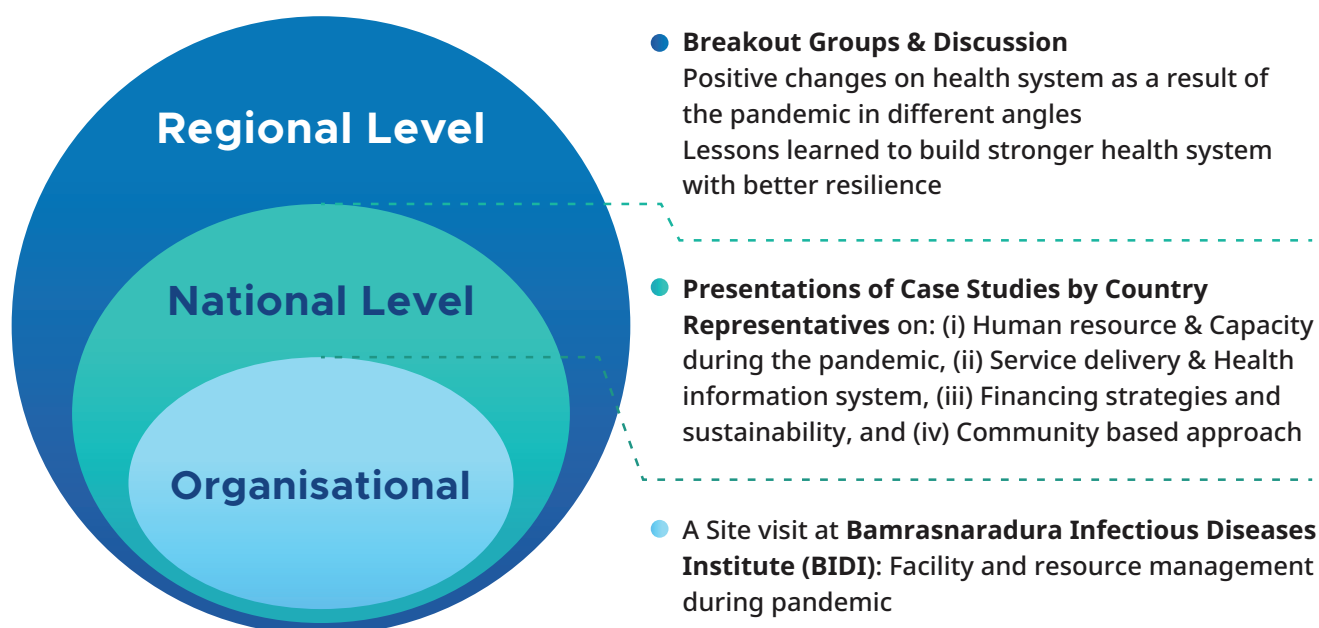 Regional Level
National Level
Organisational
Breakout Groups & Discussion
Positive changes on health system as a result of
the pandemic in different angles
Lessons learned to build stronger health system
with better resilience
Presentations of Case Studies by Country
Representatives on: (i) Human resource & Capacity
during the pandemic, (ii) Service delivery & Health
information system, (iii) Financing strategies and
sustainability, and (iv) Community based approach
A Site visit at Bamrasnaradura Infectious Diseases
Institute (BIDI): Facility and resource management
during pandemic